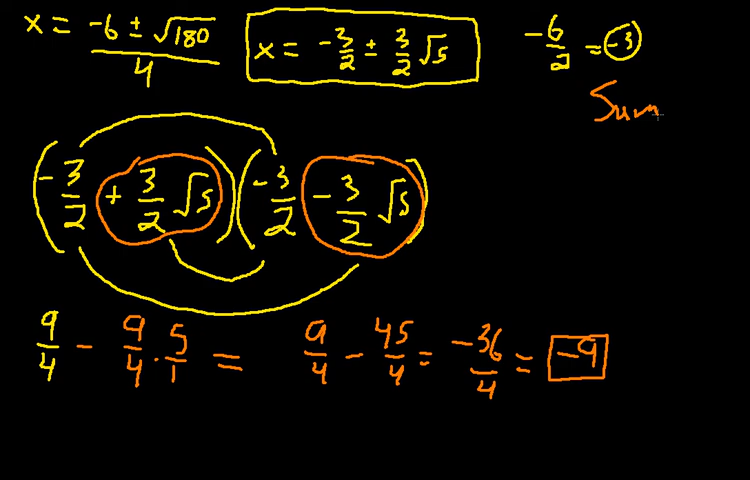 x = (-6 ± √180)/4
x = -3/2 ± 3/2 √5
-6/2 = -3
Sum
(-3/2 + 3/2 √5)(-3/2 - 3/2 √5)
9/4 - 9/4 · 5/1 = 9/4 - 45/4 = -36/4 = -9